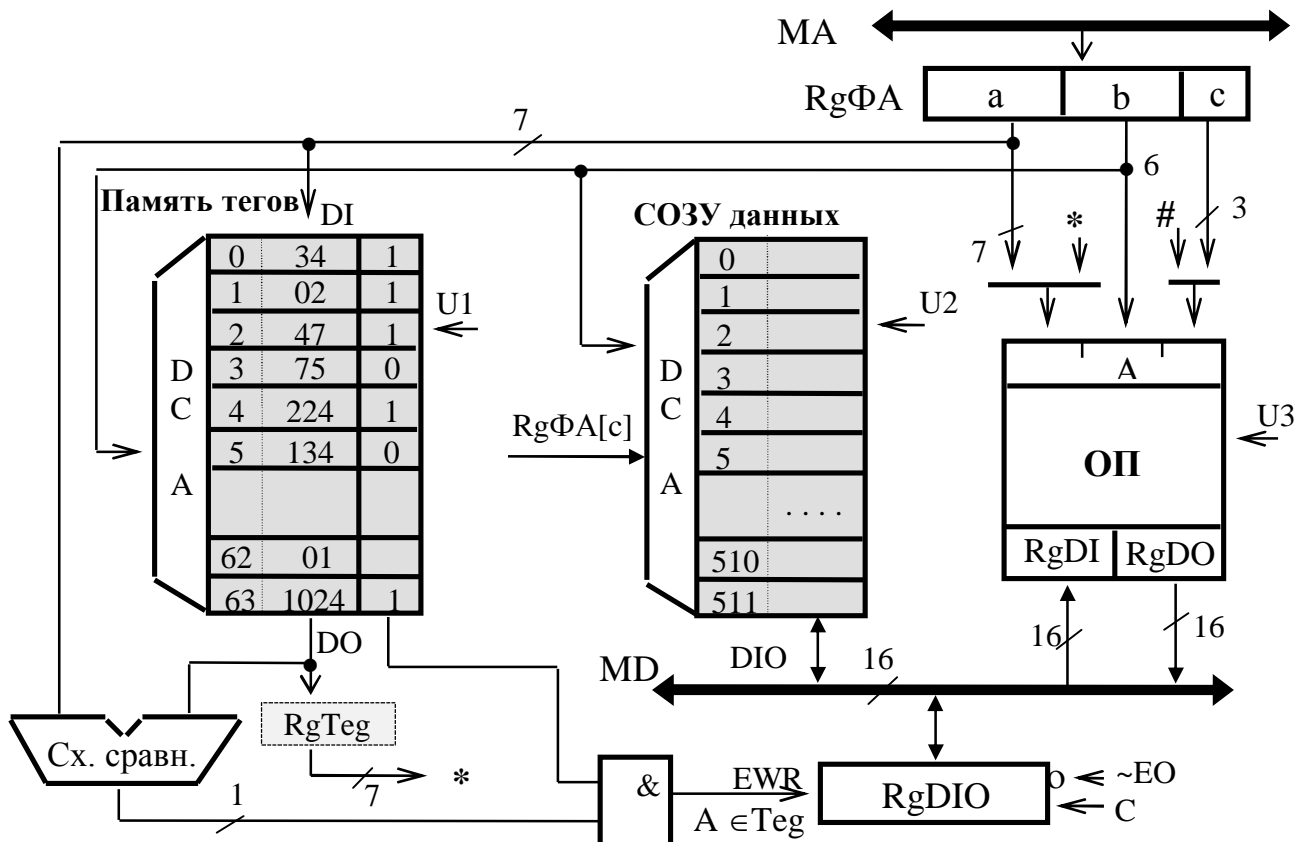 MA
RgФА a b c
7
6
Память тегов
DI
СОЗУ данных
7
*
#
3
DC A
0 34 1
1 02 1
2 47 1
3 75 0
4 224 1
5 134 0
62 01
63 1024 1
U1
RgФА[c]
DC A
0
1
2
3
4
5
. . . .
510
511
U2
A
ОП
RgDI RgDO
U3
DO
DIO
16
16
16
MD
RgTeg
Сх. сравн.
7
*
1
&
EWR
A ∈Teg
RgDIO
~EO
C